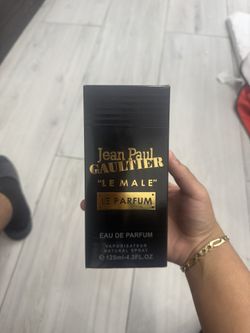 Jean Paul
GAULTIER
"LE MALE"
LE PARFUM
EAU DE PARFUM
VAPORISATEUR
NATURAL SPRAY
℮ 125ml-4.2FL.OZ